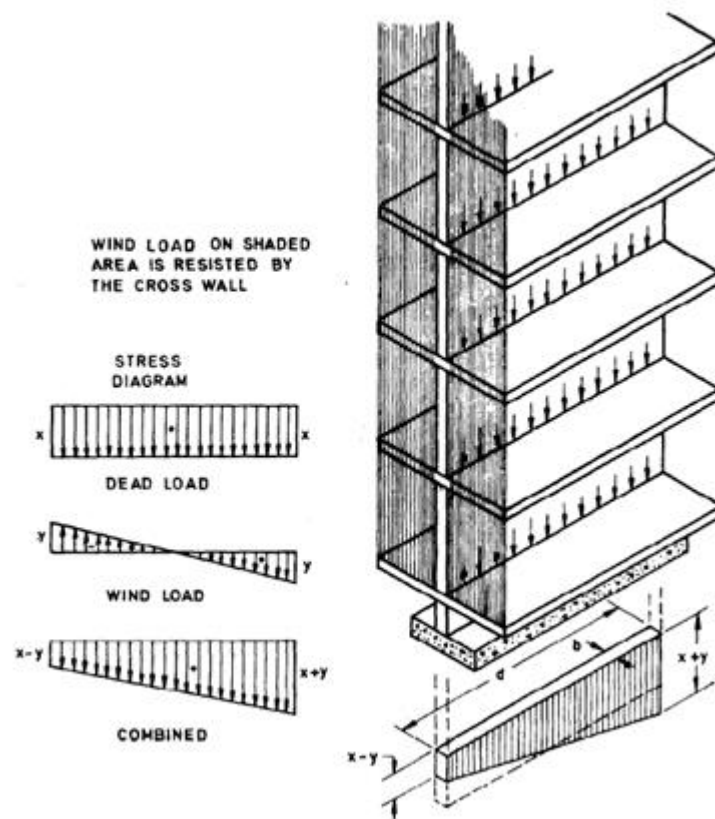 WIND LOAD ON SHADED
AREA IS RESISTED BY
THE CROSS WALL
STRESS
DIAGRAM
x x
DEAD LOAD
y y
WIND LOAD
x-y x+y
COMBINED
b
d
x+y
x-y